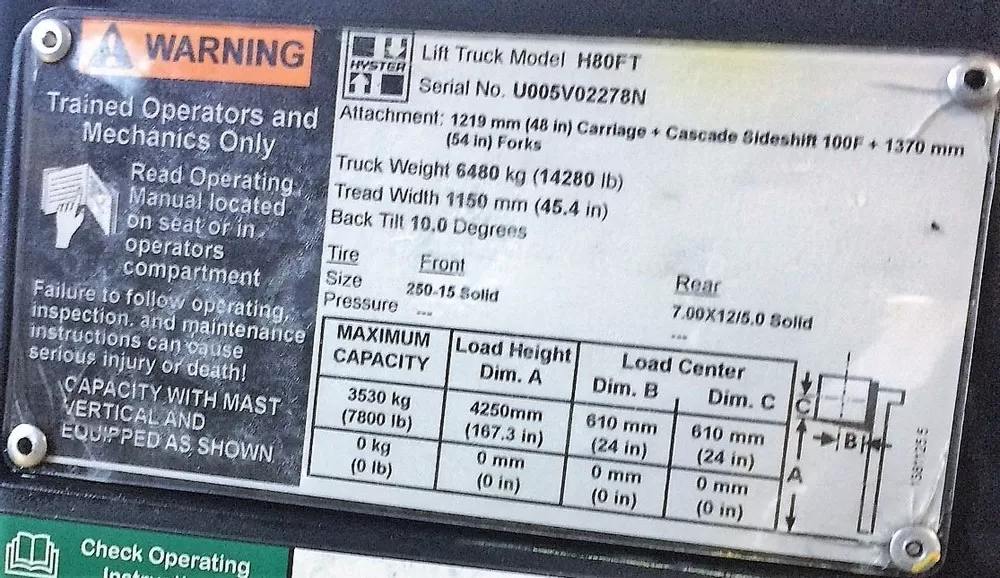 WARNING
Trained Operators and
Mechanics Only
Read Operating
Manual located
on seat or in
operators
compartment
Failure to follow operating,
inspection, and maintenance
instructions can cause
serious injury or death!
CAPACITY WITH MAST
VERTICAL AND
EQUIPPED AS SHOWN
HYSTER
Lift Truck Model H80FT
Serial No. U005V02278N
Attachment: 1219 mm (48 in) Carriage + Cascade Sideshift 100F + 1370 mm
(54 in) Forks
Truck Weight 6480 kg (14280 lb)
Tread Width 1150 mm (45.4 in)
Back Tilt 10.0 Degrees
Tire Front Rear
Size 250-15 Solid 7.00X12/5.0 Solid
Pressure --- ---
MAXIMUM CAPACITY
Load Height Dim. A
Load Center
Dim. B Dim. C
3530 kg 4250mm 610 mm 610 mm
(7800 lb) (167.3 in) (24 in) (24 in)
0 kg 0 mm 0 mm 0 mm
(0 lb) (0 in) (0 in) (0 in)
C
B
A
Check Operating